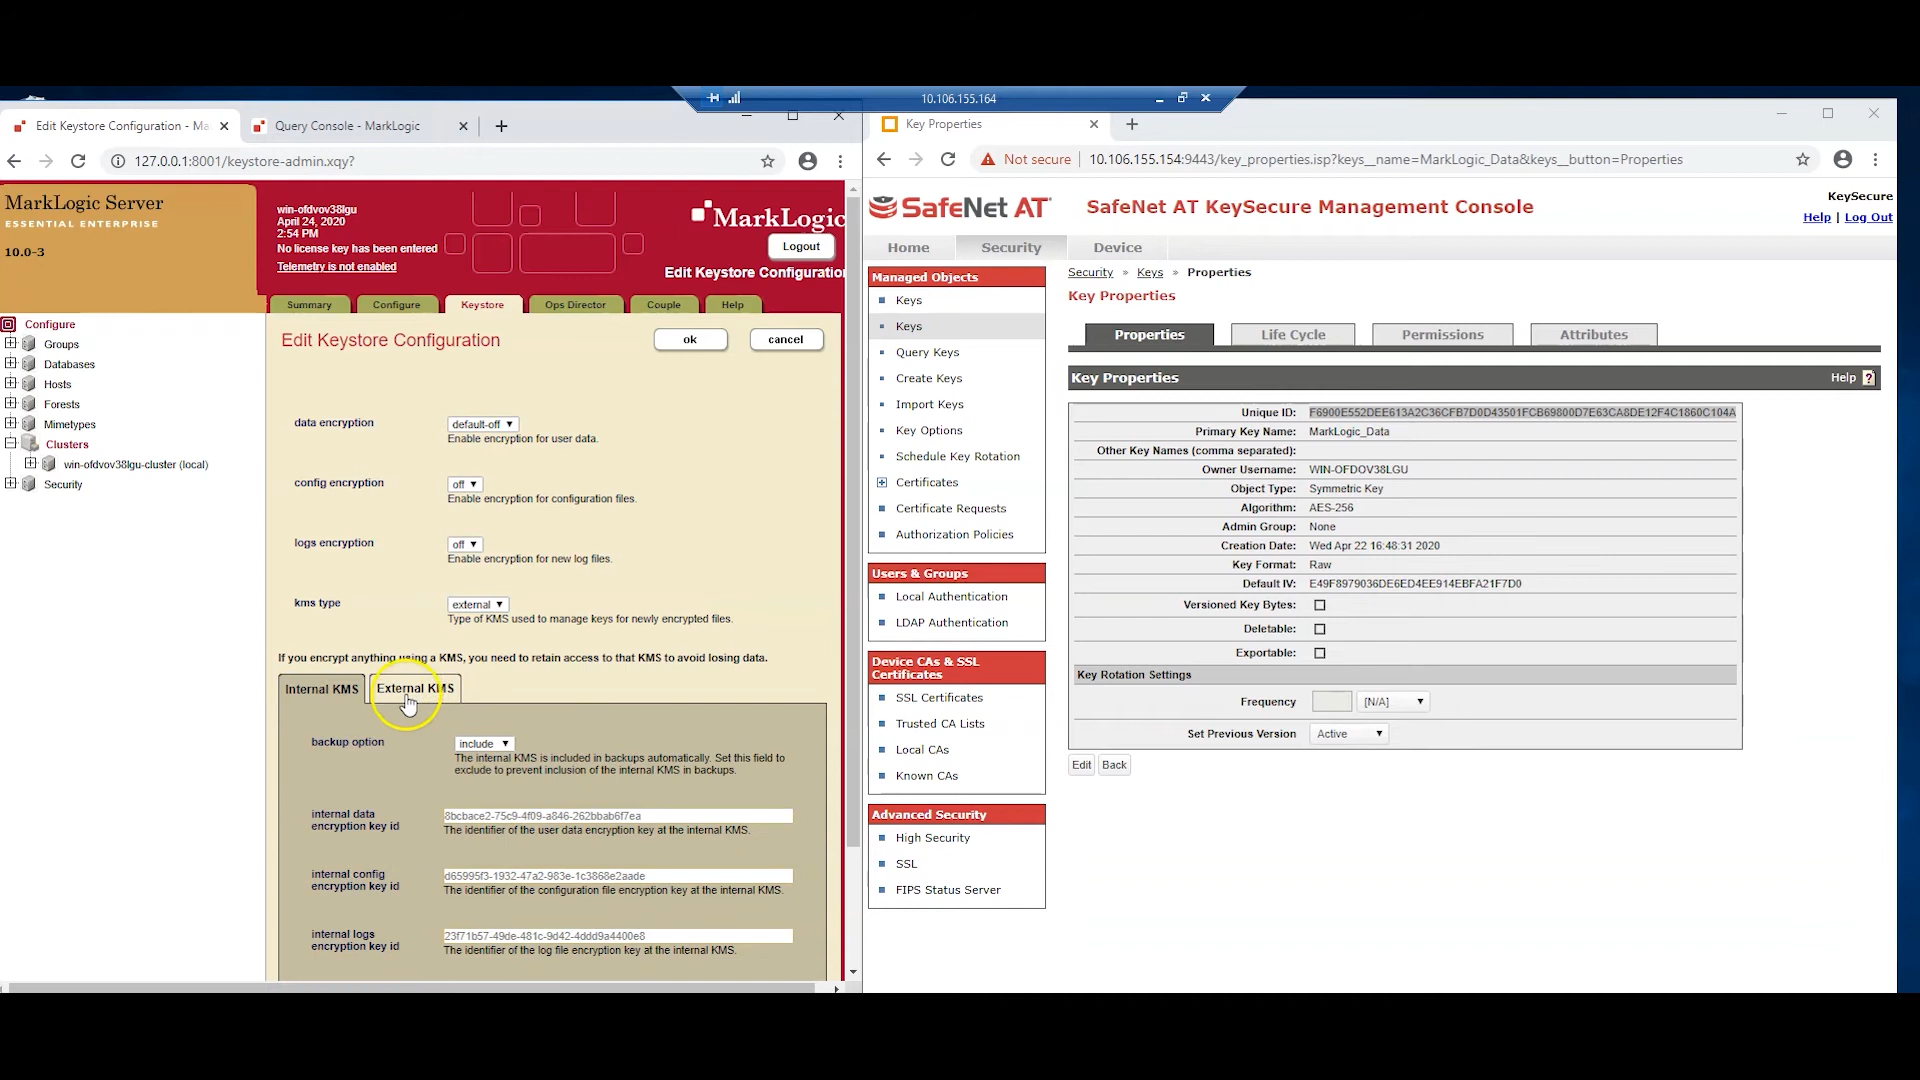 10.106.155.164
Edit Keystore Configuration - Ma
Query Console - MarkLogic
127.0.0.1:8001/keystore-admin.xqy?
MarkLogic Server
ESSENTIAL ENTERPRISE
10.0-3
win-ofdvov38lgu
April 24, 2020
2:54 PM
No license key has been entered
Telemetry is not enabled
MarkLogic
Logout
Edit Keystore Configuration
Summary
Configure
Keystore
Ops Director
Couple
Help
Configure
Groups
Databases
Hosts
Forests
Mimetypes
Clusters
win-ofdvov38lgu-cluster (local)
Security
Edit Keystore Configuration
ok
cancel
data encryption
default-off
Enable encryption for user data.
config encryption
off
Enable encryption for configuration files.
logs encryption
off
Enable encryption for new log files.
kms type
external
Type of KMS used to manage keys for newly encrypted files.
If you encrypt anything using a KMS, you need to retain access to that KMS to avoid losing data.
Internal KMS
External KMS
backup option
include
The internal KMS is included in backups automatically. Set this field to
exclude to prevent inclusion of the internal KMS in backups.
internal data
encryption key id
8bcbace2-75c9-4f09-a846-262bbab6f7ea
The identifier of the user data encryption key at the internal KMS.
internal config
encryption key id
d65995f3-1932-47a2-983e-1c3868e2aade
The identifier of the configuration file encryption key at the internal KMS.
internal logs
encryption key id
23f71b57-49de-481c-9d42-4ddd9a4400e8
The identifier of the log file encryption key at the internal KMS.
Key Properties
Not secure
10.106.155.154:9443/key_properties.isp?keys__name=MarkLogic_Data&keys__button=Properties
SafeNet AT
SafeNet AT KeySecure Management Console
KeySecure
Help | Log Out
Home
Security
Device
Managed Objects
Keys
Keys
Query Keys
Create Keys
Import Keys
Key Options
Schedule Key Rotation
Certificates
Certificate Requests
Authorization Policies
Users & Groups
Local Authentication
LDAP Authentication
Device CAs & SSL
Certificates
SSL Certificates
Trusted CA Lists
Local CAs
Known CAs
Advanced Security
High Security
SSL
FIPS Status Server
Security » Keys » Properties
Key Properties
Properties
Life Cycle
Permissions
Attributes
Key Properties
Help ?
Unique ID: F6900E552DEE613A2C36CFB7D0D43501FCB69800D7E63CA8DE12F4C1860C104A
Primary Key Name: MarkLogic_Data
Other Key Names (comma separated):
Owner Username: WIN-OFDOV38LGU
Object Type: Symmetric Key
Algorithm: AES-256
Admin Group: None
Creation Date: Wed Apr 22 16:48:31 2020
Key Format: Raw
Default IV: E49F8979036DE6ED4EE914EBFA21F7D0
Versioned Key Bytes:
Deletable:
Exportable:
Key Rotation Settings
Frequency [N/A]
Set Previous Version Active
Edit
Back